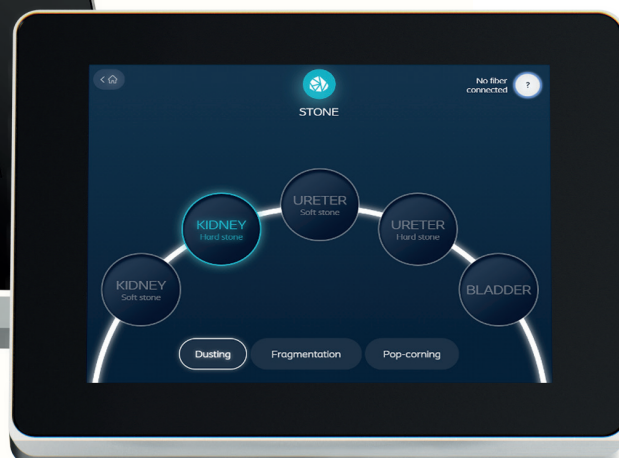 No fiber
connected
?
STONE
URETER
Soft stone
KIDNEY
Hard stone
URETER
Hard stone
KIDNEY
Soft stone
BLADDER
Dusting
Fragmentation
Pop-corning